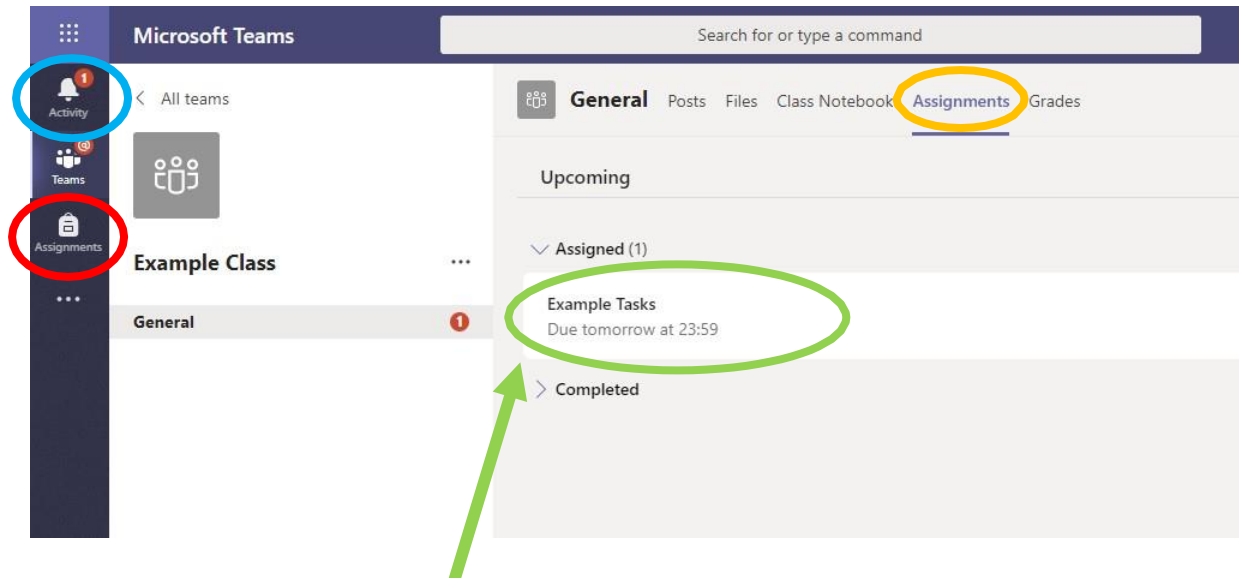 Microsoft Teams
Search for or type a command
1
Activity
@
Teams
Assignments
All teams
Example Class
General
1
General Posts Files Class Notebook Assignments Grades
Upcoming
Assigned (1)
Example Tasks
Due tomorrow at 23:59
Completed